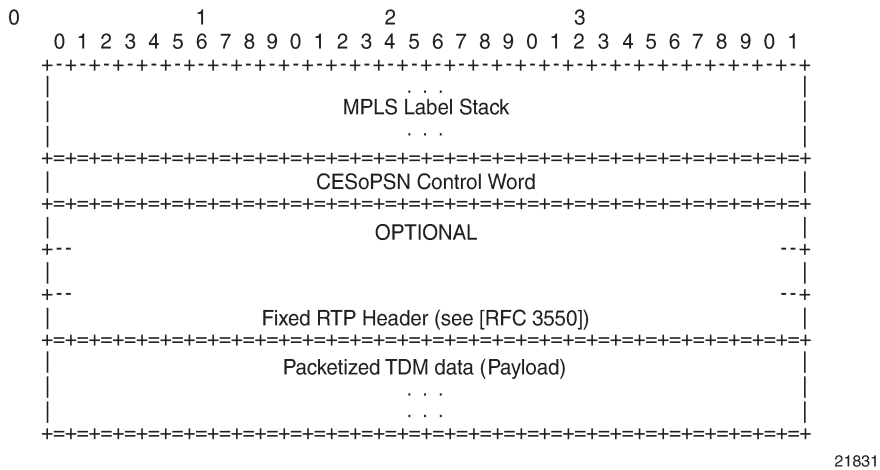 0 1 2 3
0 1 2 3 4 5 6 7 8 9 0 1 2 3 4 5 6 7 8 9 0 1 2 3 4 5 6 7 8 9 0 1
+-+-+-+-+-+-+-+-+-+-+-+-+-+-+-+-+-+-+-+-+-+-+-+-+-+-+-+-+-+-+-+-+
| . . . |
| MPLS Label Stack |
| . . . |
+=+=+=+=+=+=+=+=+=+=+=+=+=+=+=+=+=+=+=+=+=+=+=+=+=+=+=+=+=+=+=+=+
| CESoPSN Control Word |
+=+=+=+=+=+=+=+=+=+=+=+=+=+=+=+=+=+=+=+=+=+=+=+=+=+=+=+=+=+=+=+=+
| OPTIONAL |
+-- --+
| |
+-- --+
| Fixed RTP Header (see [RFC 3550]) |
+=+=+=+=+=+=+=+=+=+=+=+=+=+=+=+=+=+=+=+=+=+=+=+=+=+=+=+=+=+=+=+=+
| Packetized TDM data (Payload) |
| . . . |
| . . . |
+=+=+=+=+=+=+=+=+=+=+=+=+=+=+=+=+=+=+=+=+=+=+=+=+=+=+=+=+=+=+=+=+
21831